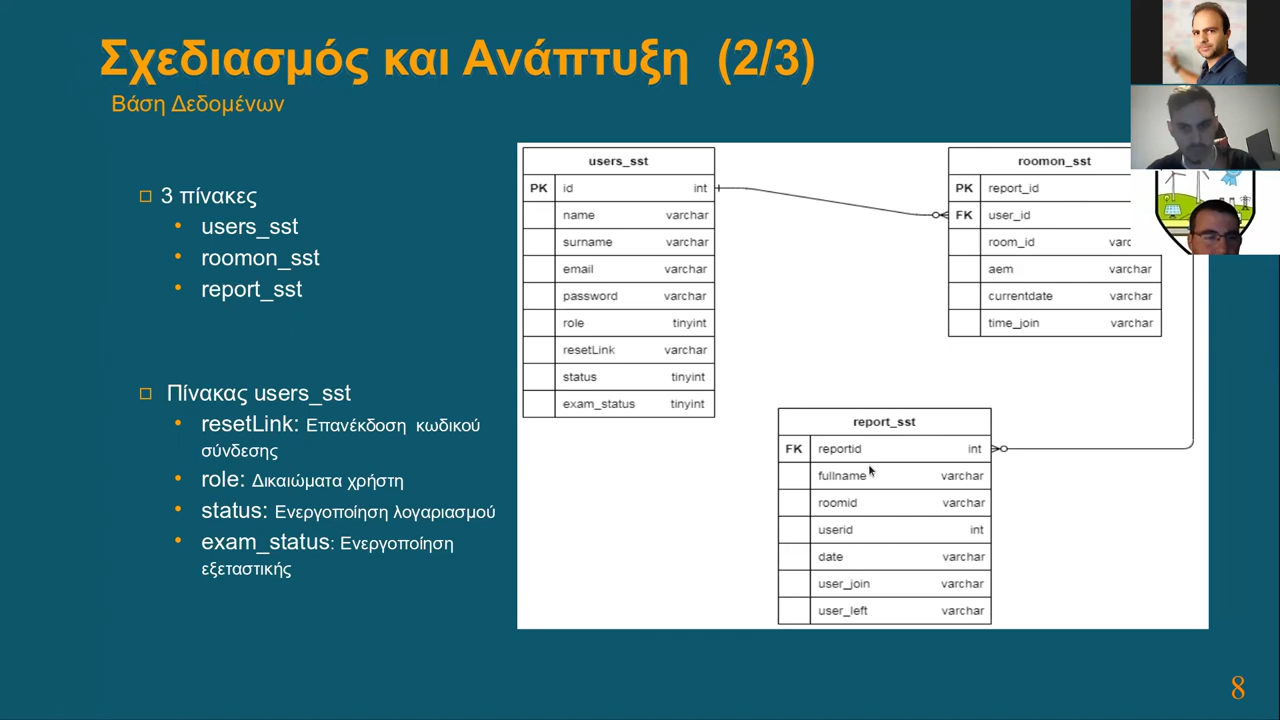 Σχεδιασμός και Ανάπτυξη (2/3)
Βάση Δεδομένων
3 πίνακες
users_sst
roomon_sst
report_sst
Πίνακας users_sst
resetLink: Επανέκδοση κωδικού
σύνδεσης
role: Δικαιώματα χρήστη
status: Ενεργοποίηση λογαριασμού
exam_status: Ενεργοποίηση
εξεταστικής
users_sst
PK id int
name varchar
surname varchar
email varchar
password varchar
role tinyint
resetLink varchar
status tinyint
exam_status tinyint
roomon_sst
PK report_id
FK user_id
room_id
aem varchar
currentdate varchar
time_join varchar
report_sst
FK reportid int
fullname varchar
roomid varchar
userid int
date varchar
user_join varchar
user_left varchar
8